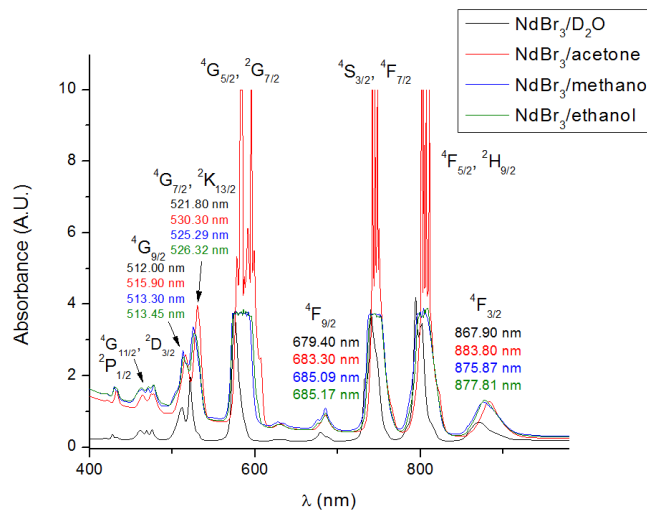 NdBr₃/D₂O
NdBr₃/acetone
NdBr₃/methano
NdBr₃/ethanol
⁴G₅/₂, ²G₇/₂
⁴S₃/₂, ⁴F₇/₂
⁴F₅/₂, ²H₉/₂
⁴G₇/₂, ²K₁₃/₂
521.80 nm
530.30 nm
525.29 nm
526.32 nm
⁴G₉/₂
512.00 nm
515.90 nm
513.30 nm
513.45 nm
⁴G₁₁/₂, ²D₃/₂
²P₁/₂
⁴F₉/₂
679.40 nm
683.30 nm
685.09 nm
685.17 nm
⁴F₃/₂
867.90 nm
883.80 nm
875.87 nm
877.81 nm
Absorbance (A.U.)
10
8
6
4
2
0
400
600
800
λ (nm)